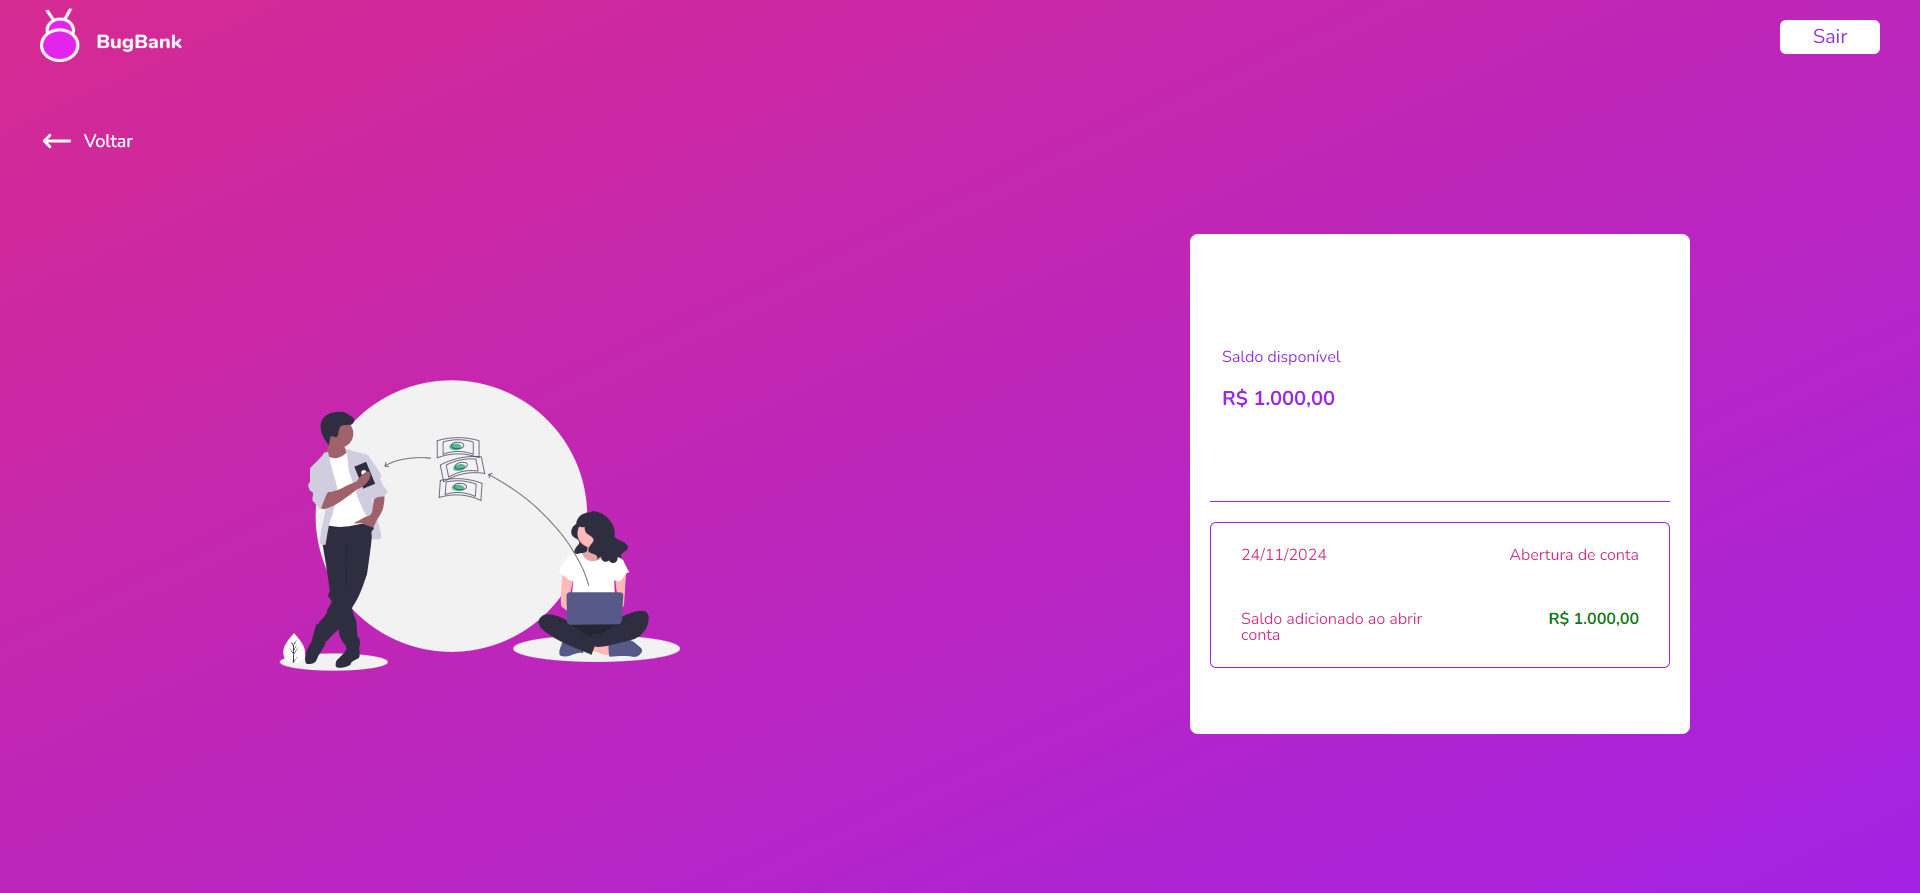 BugBank
Sair
Voltar
Saldo disponível
R$ 1.000,00
24/11/2024
Abertura de conta
Saldo adicionado ao abrir
conta
R$ 1.000,00